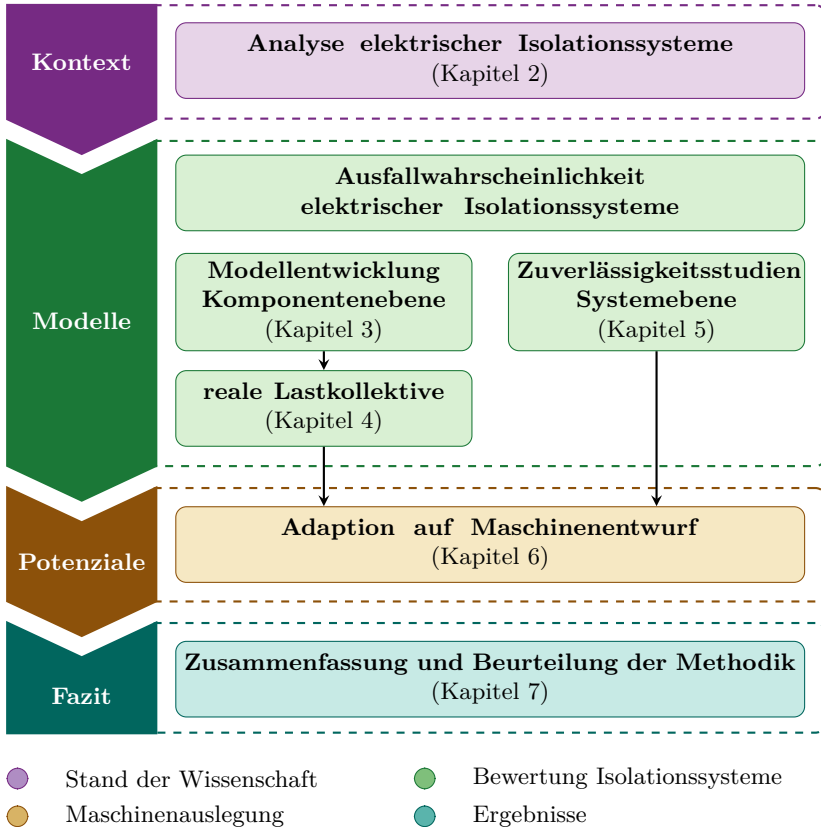 Kontext
Analyse elektrischer Isolationssysteme
(Kapitel 2)
Modelle
Ausfallwahrscheinlichkeit
elektrischer Isolationssysteme
Modellentwicklung
Komponentenebene
(Kapitel 3)
Zuverlässigkeitsstudien
Systemebene
(Kapitel 5)
reale Lastkollektive
(Kapitel 4)
Potenziale
Adaption auf Maschinenentwurf
(Kapitel 6)
Fazit
Zusammenfassung und Beurteilung der Methodik
(Kapitel 7)
Stand der Wissenschaft
Bewertung Isolationssysteme
Maschinenauslegung
Ergebnisse